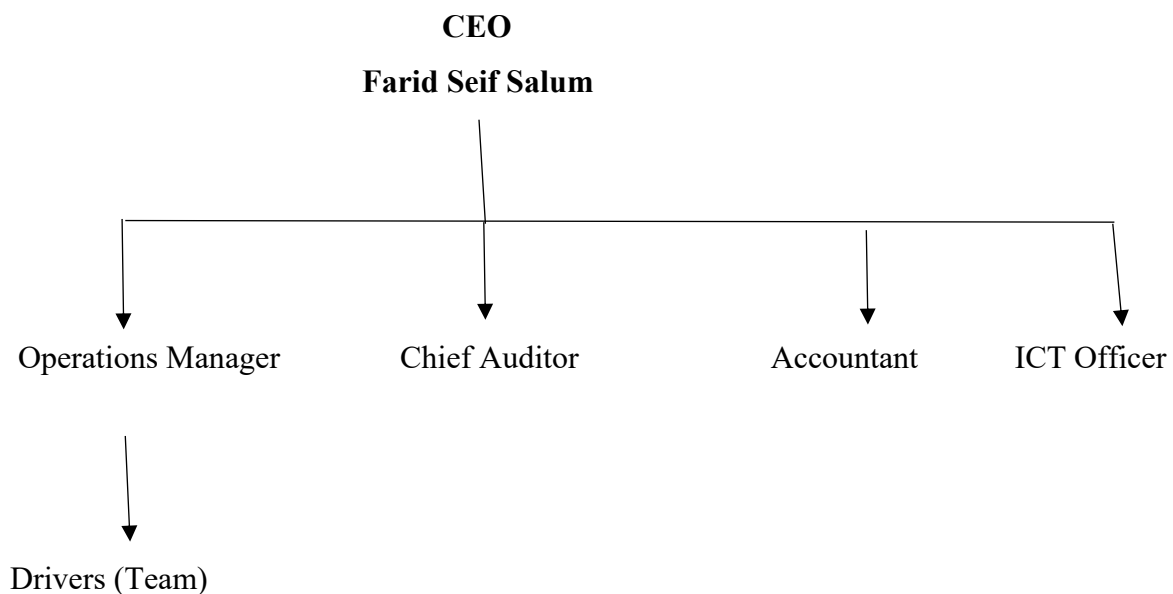 CEO
Farid Seif Salum
Operations Manager Chief Auditor Accountant ICT Officer
Drivers (Team)